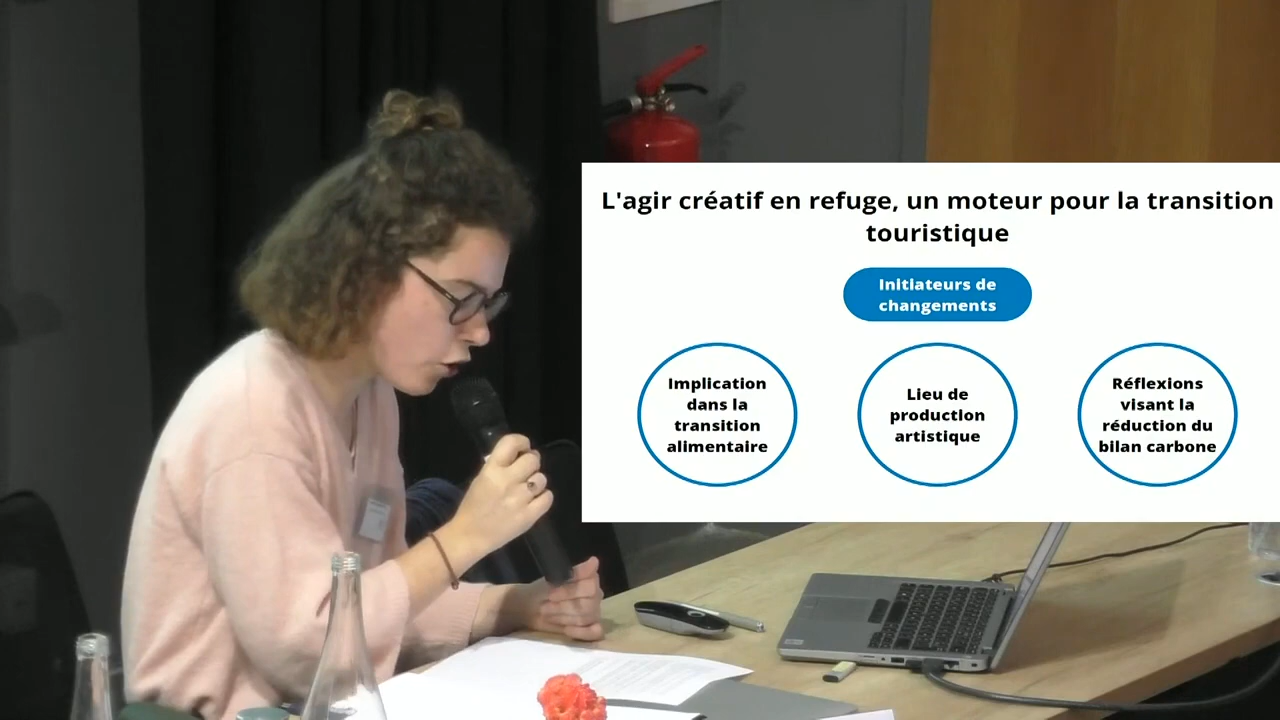 L'agir créatif en refuge, un moteur pour la transition
touristique
Initiateurs de
changements
Implication
dans la
transition
alimentaire
Lieu de
production
artistique
Réflexions
visant la
réduction du
bilan carbone